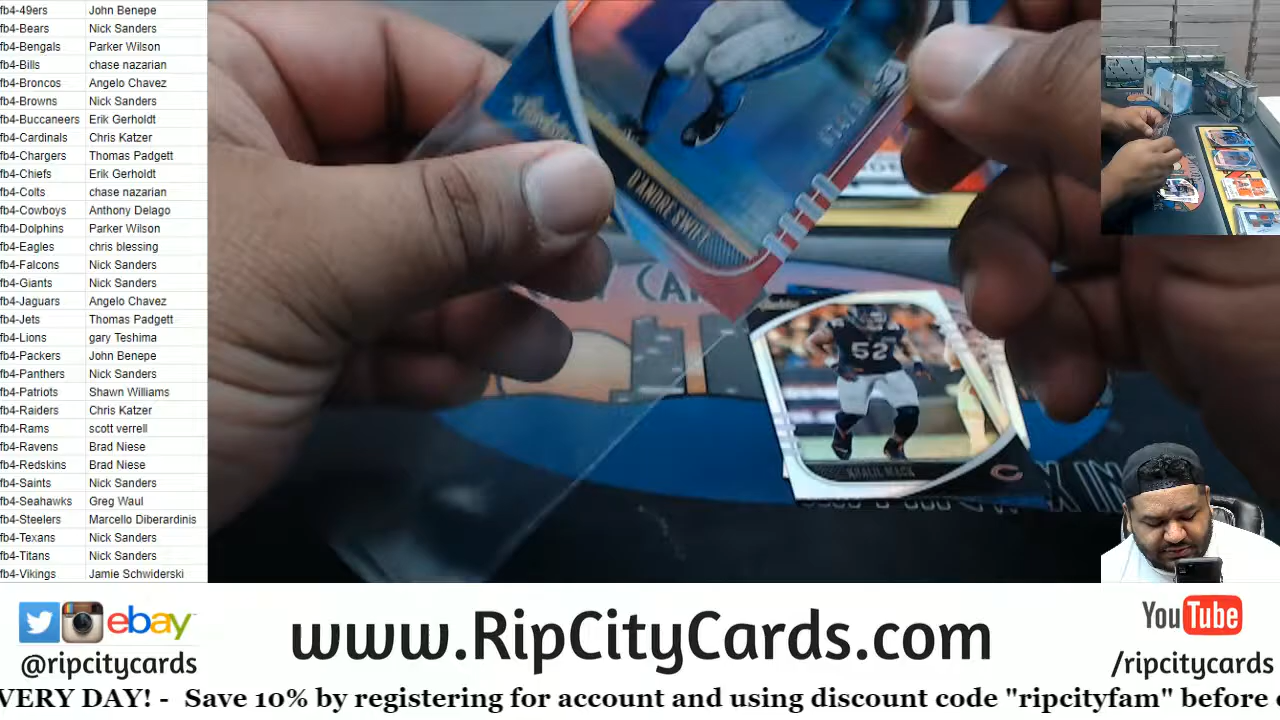 fb4-49ers John Benepe
fb4-Bears Nick Sanders
fb4-Bengals Parker Wilson
fb4-Bills chase nazarian
fb4-Broncos Angelo Chavez
fb4-Browns Nick Sanders
fb4-Buccaneers Erik Gerholdt
fb4-Cardinals Chris Katzer
fb4-Chargers Thomas Padgett
fb4-Chiefs Erik Gerholdt
fb4-Colts chase nazarian
fb4-Cowboys Anthony Delago
fb4-Dolphins Parker Wilson
fb4-Eagles chris blessing
fb4-Falcons Nick Sanders
fb4-Giants Nick Sanders
fb4-Jaguars Angelo Chavez
fb4-Jets Thomas Padgett
fb4-Lions gary Teshima
fb4-Packers John Benepe
fb4-Panthers Nick Sanders
fb4-Patriots Shawn Williams
fb4-Raiders Chris Katzer
fb4-Rams scott verrell
fb4-Ravens Brad Niese
fb4-Redskins Brad Niese
fb4-Saints Nick Sanders
fb4-Seahawks Greg Waul
fb4-Steelers Marcello Diberardinis
fb4-Texans Nick Sanders
fb4-Titans Nick Sanders
fb4-Vikings Jamie Schwiderski
D'ANDRE SWIFT
52
KHALIL MACK
C
ebay
@ripcitycards
www.RipCityCards.com
YouTube
/ripcitycards
VERY DAY! - Save 10% by registering for account and using discount code "ripcityfam" before